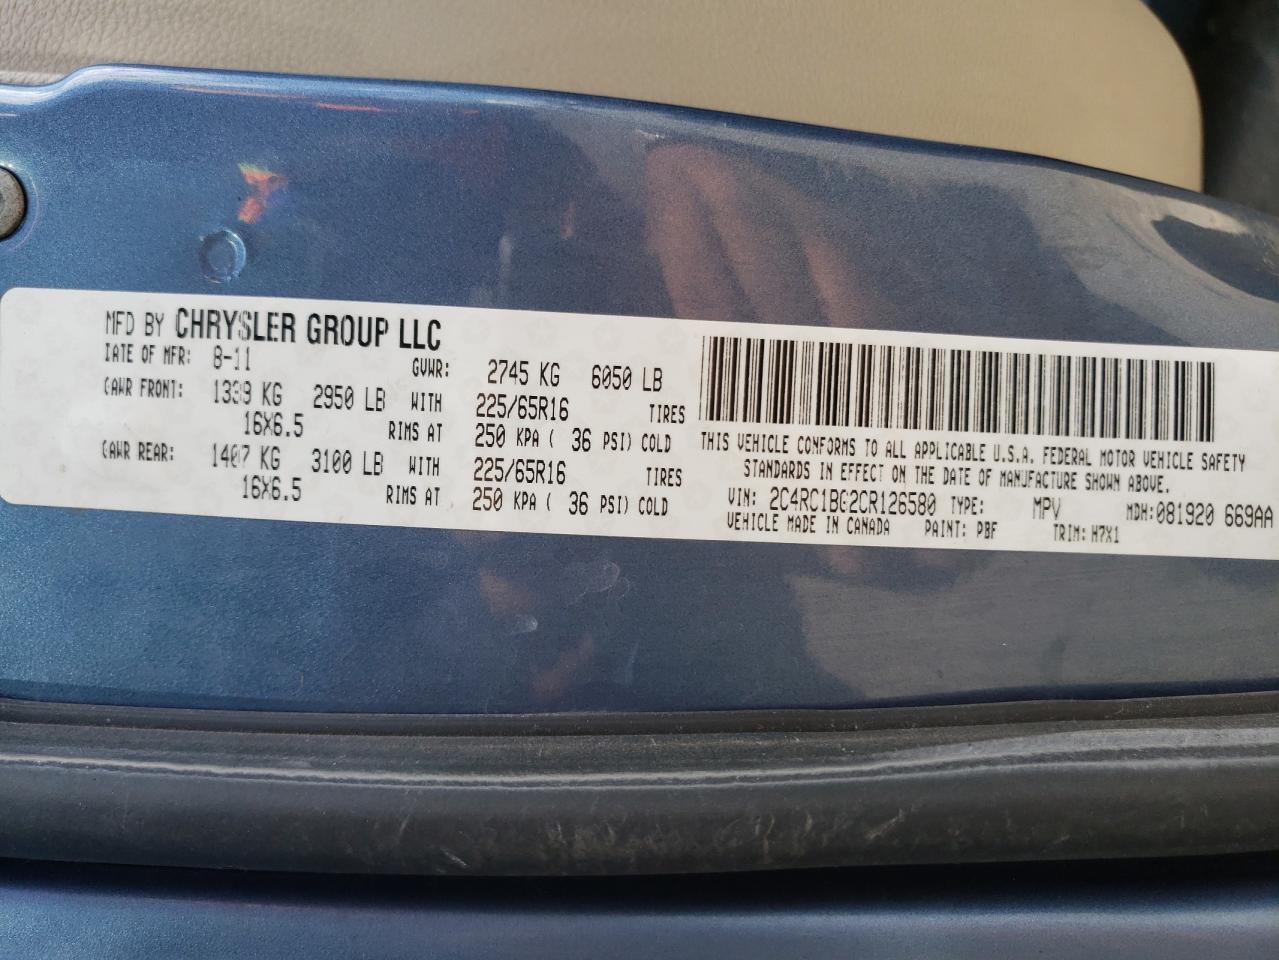 MFD BY CHRYSLER GROUP LLC
DATE OF MFR: 8-11 GVWR: 2745 KG 6050 LB
GAWR FRONT: 1339 KG 2950 LB WITH 225/65R16 TIRES
16X6.5 RIMS AT 250 KPA ( 36 PSI) COLD
GAWR REAR: 1407 KG 3100 LB WITH 225/65R16 TIRES
16X6.5 RIMS AT 250 KPA ( 36 PSI) COLD
THIS VEHICLE CONFORMS TO ALL APPLICABLE U.S.A. FEDERAL MOTOR VEHICLE SAFETY
STANDARDS IN EFFECT ON THE DATE OF MANUFACTURE SHOWN ABOVE.
VIN: 2C4RC1BG2CR126580 TYPE: MPV MDH:081920 669AA
VEHICLE MADE IN CANADA PAINT: PBF TRIM: H7X1